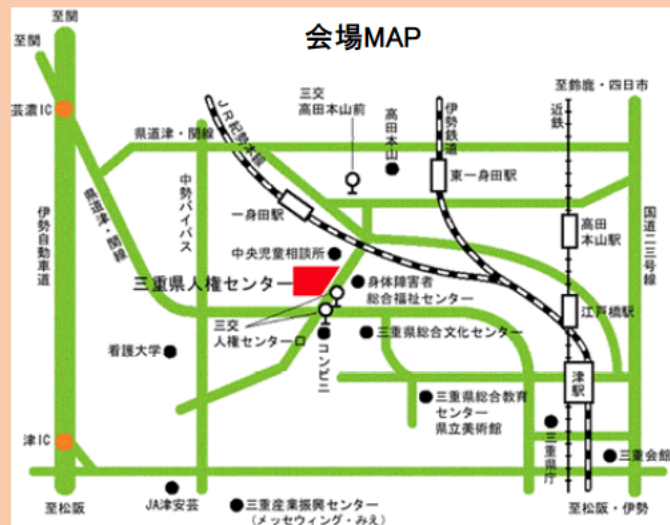 会場MAP
至関
至関
芸濃IC
三交
高田本山前
高田本山
伊勢鉄道
近鉄
至鈴鹿・四日市
県道津・関線
JR紀勢本線
東一身田駅
県道津・関線
中勢バイパス
一身田駅
伊勢自動車道
高田
本山駅
国道二三号線
中央児童相談所
三重県人権センター
身体障害者
総合福祉センター
江戸橋駅
三交
人権センター口
コンビニ
三重県総合文化センター
看護大学
津駅
三重県総合教育
センター
県立美術館
津IC
三重県庁
三重会館
至松阪
JA津安芸
三重産業振興センター
(メッセウィング・みえ)
至松阪・伊勢